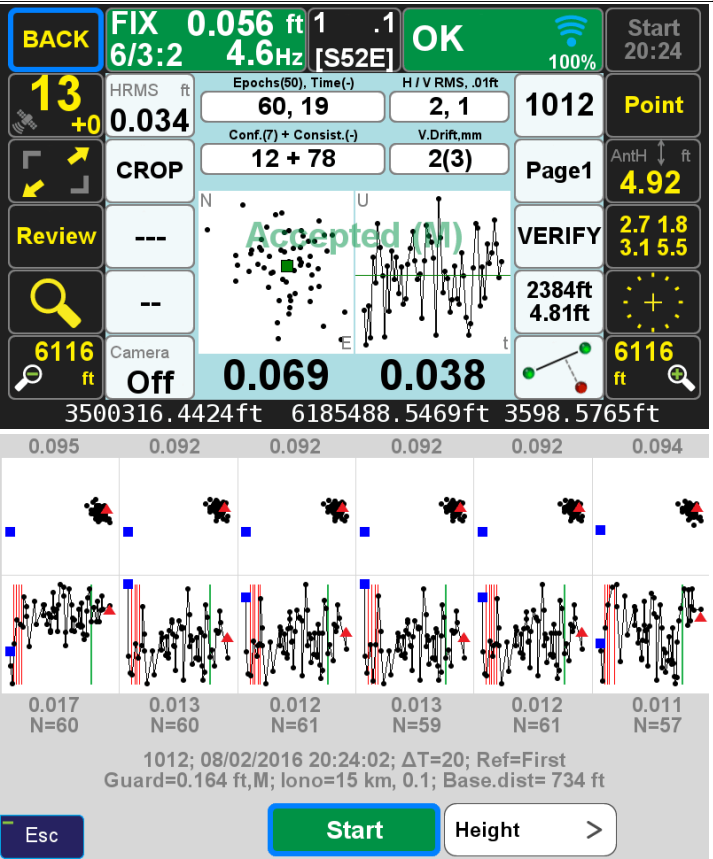 BACK
FIX 0.056 ft
6/3:2 4.6Hz
1 .1
[S52E]
OK
100%
Start
20:24
13
+0
HRMS ft
0.034
Epochs(50), Time(-)
60, 19
H / V RMS, .01ft
2, 1
Conf.(7) + Consist.(-)
12 + 78
V.Drift,mm
2(3)
1012
Point
CROP
Page1
AntH ft
4.92
Review
---
N
U
Accepted (M)
E
t
VERIFY
2.7 1.8
3.1 5.5
--
2384ft
4.81ft
6116
ft
Camera
Off
0.069
0.038
6116
ft
3500316.4424ft 6185488.5469ft 3598.5765ft
0.095 0.092 0.092 0.092 0.092 0.094
0.017 0.013 0.012 0.013 0.012 0.011
N=60 N=60 N=61 N=59 N=61 N=57
1012; 08/02/2016 20:24:02; ΔT=20; Ref=First
Guard=0.164 ft,M; Iono=15 km, 0.1; Base.dist= 734 ft
Esc
Start
Height >